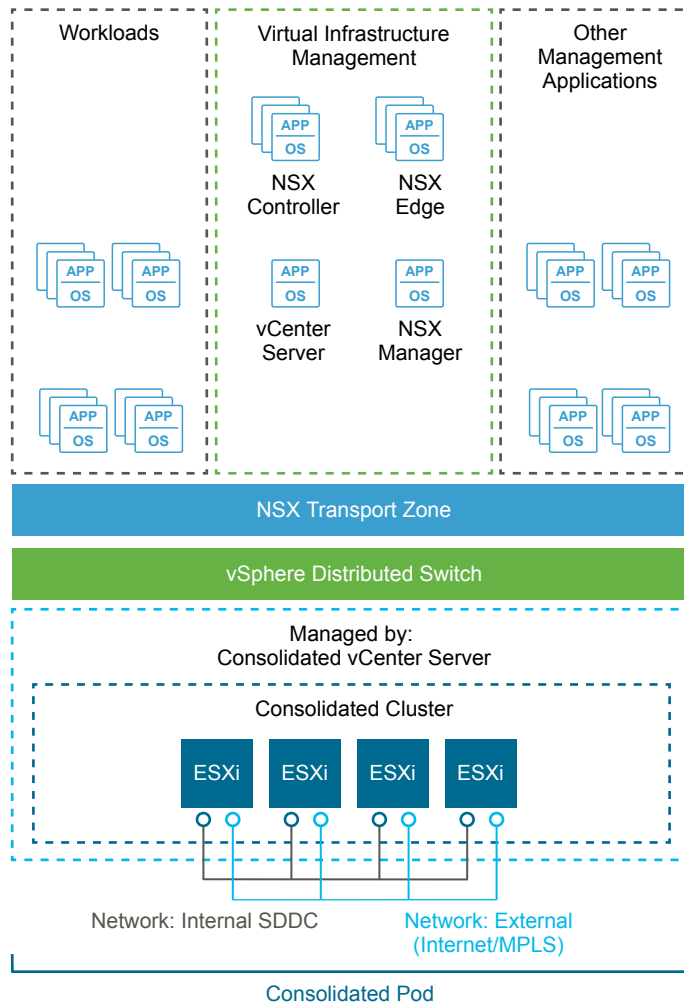 Workloads
Virtual Infrastructure
Management
Other
Management
Applications
APP
OS
NSX
Controller
APP
OS
NSX
Edge
APP
OS
APP
OS
APP
OS
vCenter
Server
APP
OS
NSX
Manager
APP
OS
APP
OS
APP
OS
APP
OS
APP
OS
APP
OS
NSX Transport Zone
vSphere Distributed Switch
Managed by:
Consolidated vCenter Server
Consolidated Cluster
ESXi
ESXi
ESXi
ESXi
Network: Internal SDDC
Network: External
(Internet/MPLS)
Consolidated Pod